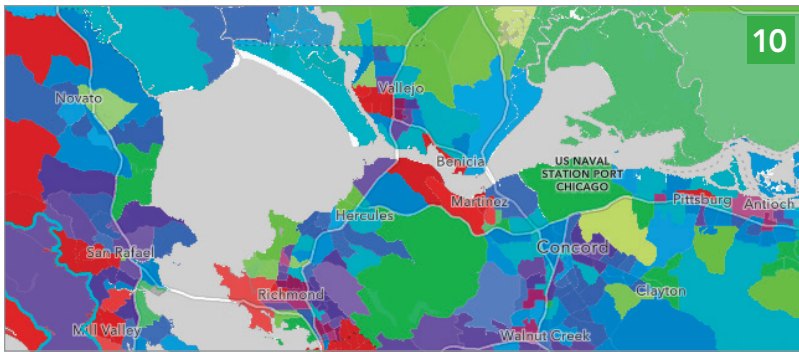 10
Novato
Vallejo
Benicia
US NAVAL
STATION PORT
CHICAGO
Martinez
Pittsburg
Antioch
Hercules
Concord
San Rafael
Richmond
Clayton
Mill Valley
Walnut Creek